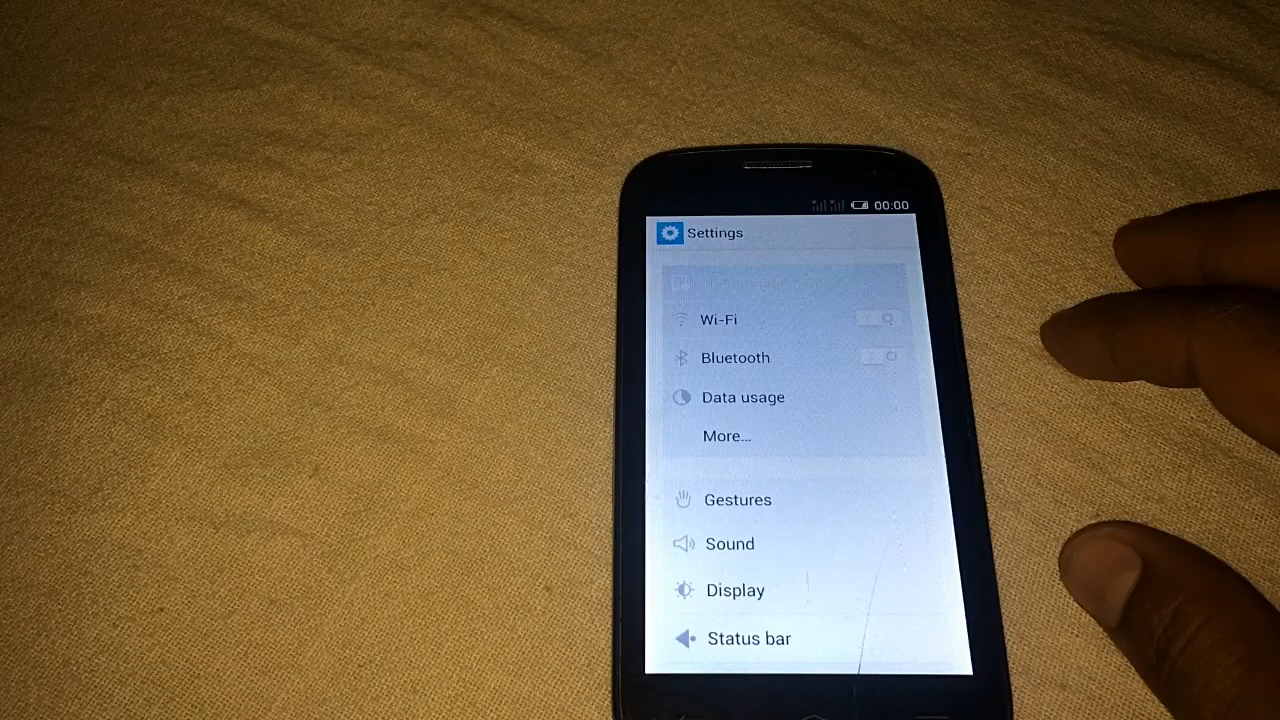 00:00
Settings
Wi-Fi
Bluetooth
Data usage
More...
Gestures
Sound
Display
Status bar